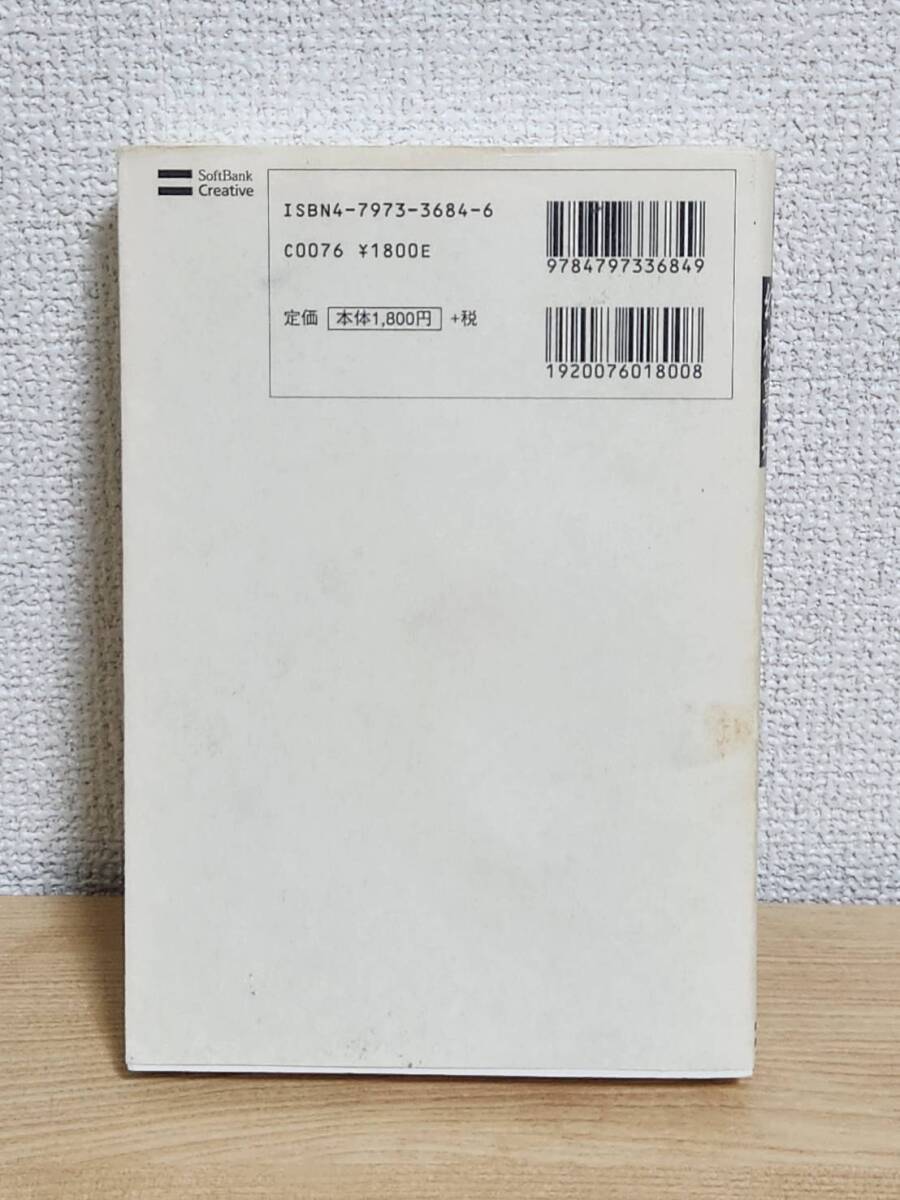 SoftBank
Creative
ISBN4-7973-3684-6
C0076 ¥1800E
定価 本体1,800円 +税
9784797336849
1920076018008